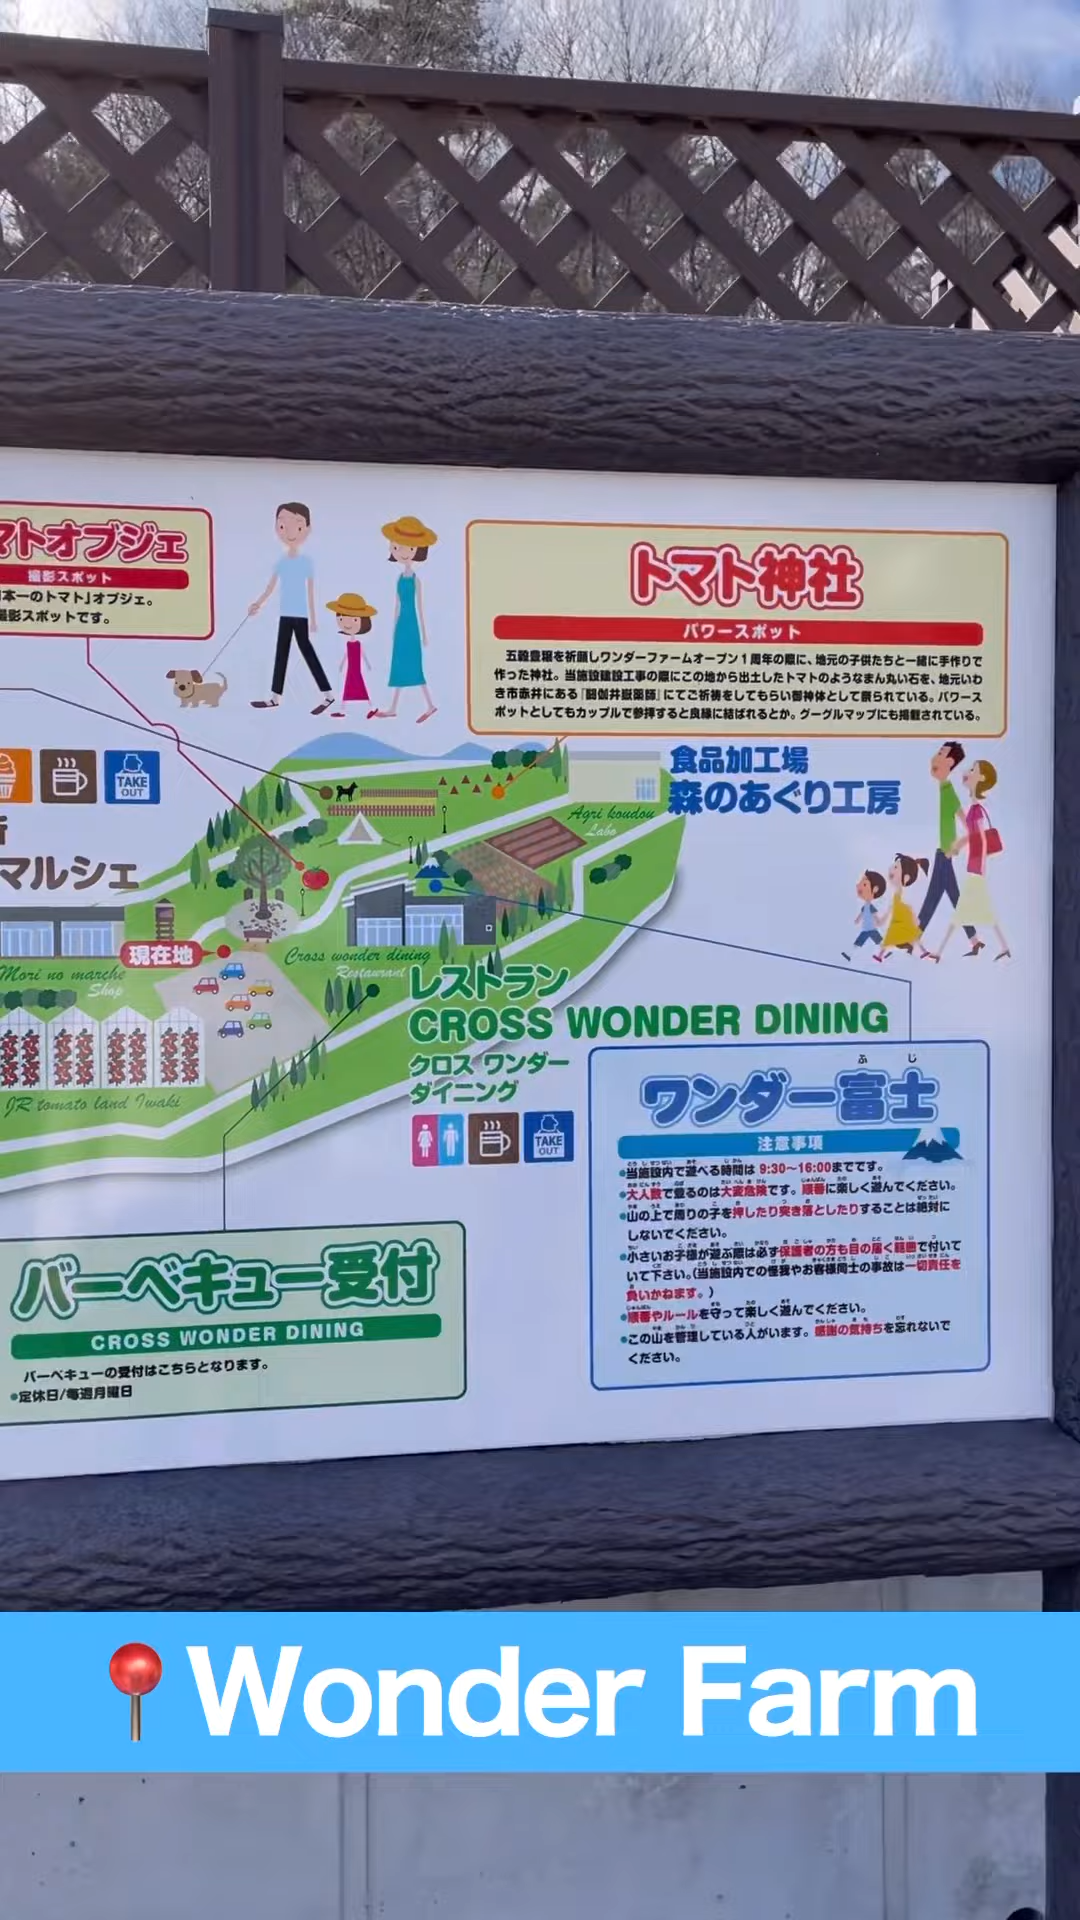 マトオブジェ
撮影スポット
本一のトマト」オブジェ。
撮影スポットです。
トマト神社
パワースポット
五穀豊穣を祈願しワンダーファームオープン1周年の際に、地元の子供たちと一緒に手作りで
作った神社。当施設建設工事の際にこの地から出土したトマトのようなまん丸い石を、地元いわ
き市赤井にある『閼伽井嶽薬師』にてご祈祷をしてもらい御神体として祭られている。パワース
ポットとしてもカップルで参拝すると良縁に結ばれるとか。グーグルマップにも掲載されている。
TAKE
OUT
マルシェ
食品加工場
森のあぐり工房
Agri koudou
Labo
現在地
Mori no marche
Shop
Cross wonder dining
Restaurant
JR tomato land Iwaki
レストラン
CROSS WONDER DINING
クロス ワンダー
ダイニング
TAKE
OUT
ワンダー富士
ふ じ
注意事項
●当施設内で遊べる時間は 9:30～16:00までです。
●大人数で登るのは大変危険です。順番に楽しく遊んでください。
●山の上で周りの子を押したり突き落としたりすることは絶対に
しないでください。
●小さいお子様が遊ぶ際は必ず保護者の方も目の届く範囲で付いて
いて下さい。(当施設内での怪我やお客様同士の事故は一切責任を
負いかねます。)
●順番やルールを守って楽しく遊んでください。
●この山を管理している人がいます。感謝の気持ちを忘れないで
ください。
バーベキュー受付
CROSS WONDER DINING
バーベキューの受付はこちらとなります。
●定休日/毎週月曜日
📍Wonder Farm